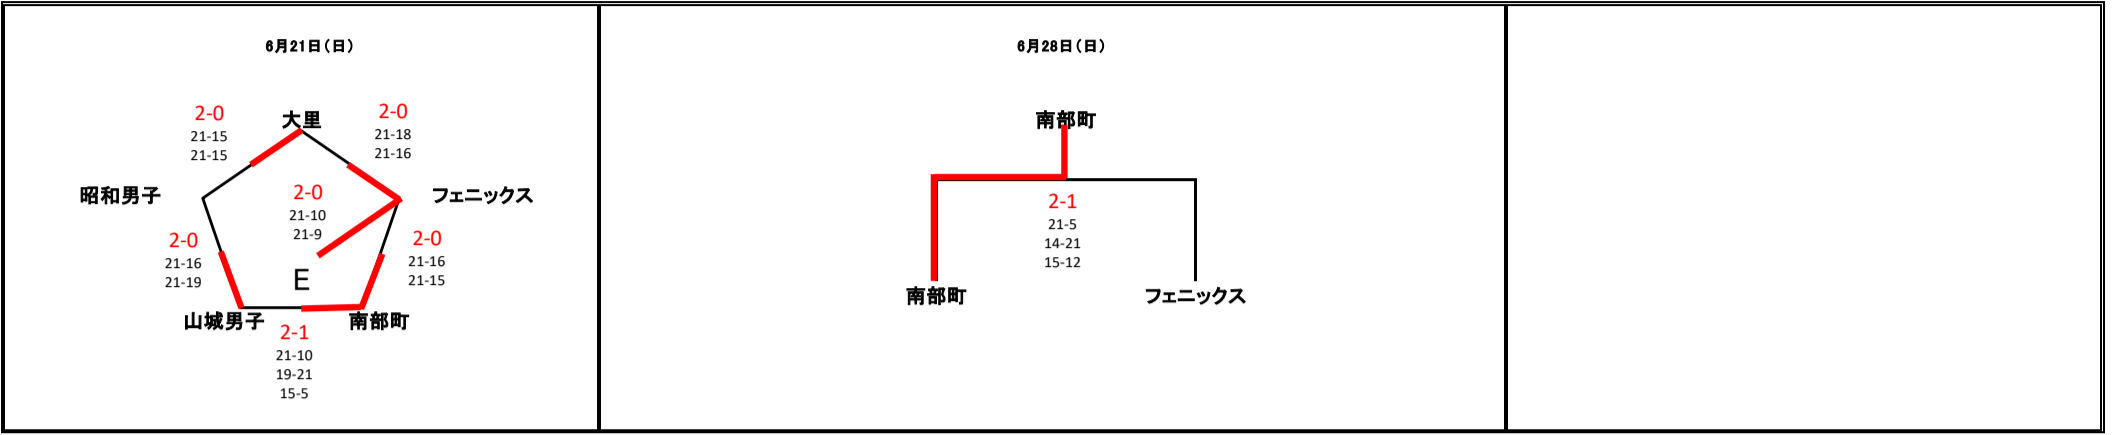 6月21日(日)
2-0
21-15
21-15
大里
2-0
21-18
21-16
昭和男子
2-0
21-10
21-9
フェニックス
2-0
21-16
21-19
E
2-0
21-16
21-15
山城男子
南部町
2-1
21-10
19-21
15-5
6月28日(日)
南部町
2-1
21-5
14-21
15-12
南部町
フェニックス